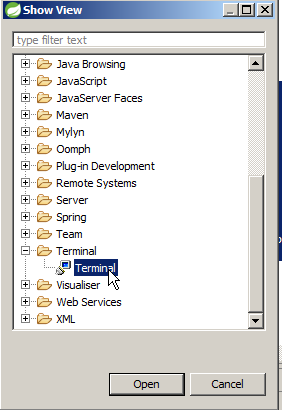 Show View
type filter text
Java Browsing
JavaScript
JavaServer Faces
Maven
Mylyn
Oomph
Plug-in Development
Remote Systems
Server
Spring
Team
Terminal
Terminal
Visualiser
Web Services
XML
Open
Cancel